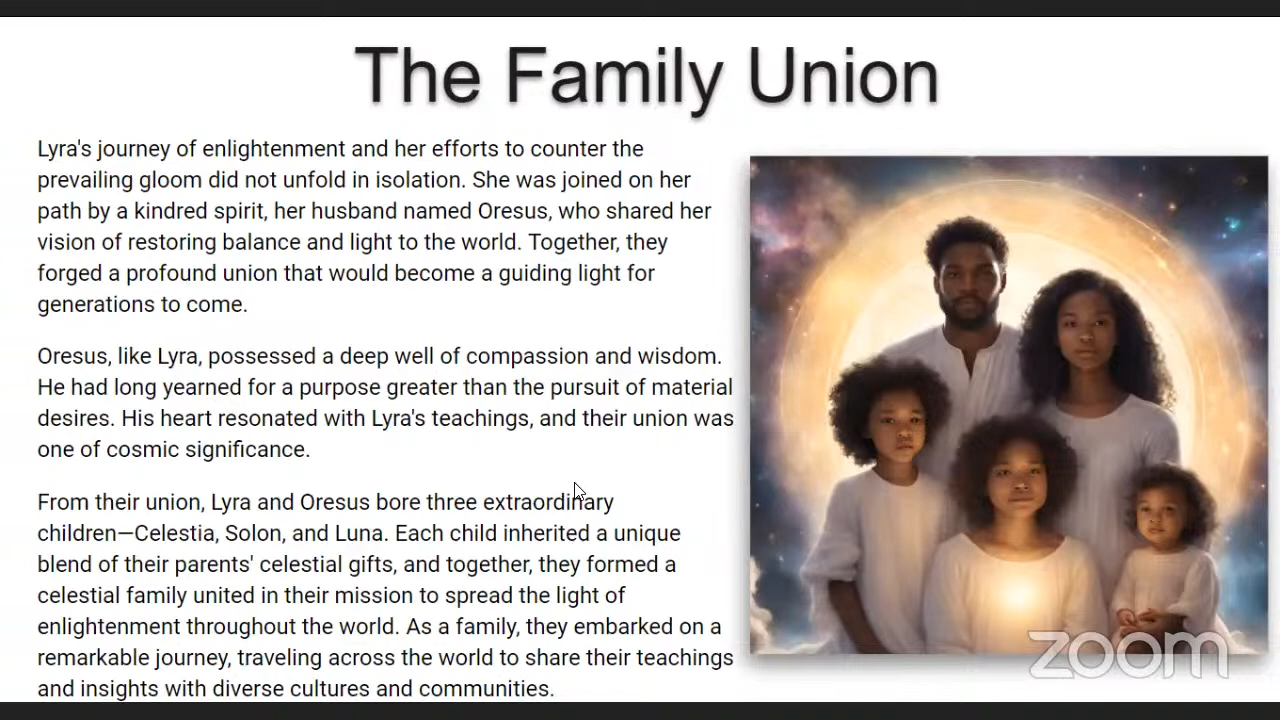 The Family Union
Lyra's journey of enlightenment and her efforts to counter the
prevailing gloom did not unfold in isolation. She was joined on her
path by a kindred spirit, her husband named Oresus, who shared her
vision of restoring balance and light to the world. Together, they
forged a profound union that would become a guiding light for
generations to come.
Oresus, like Lyra, possessed a deep well of compassion and wisdom.
He had long yearned for a purpose greater than the pursuit of material
desires. His heart resonated with Lyra's teachings, and their union was
one of cosmic significance.
From their union, Lyra and Oresus bore three extraordinary
children—Celestia, Solon, and Luna. Each child inherited a unique
blend of their parents' celestial gifts, and together, they formed a
celestial family united in their mission to spread the light of
enlightenment throughout the world. As a family, they embarked on a
remarkable journey, traveling across the world to share their teachings
and insights with diverse cultures and communities.
zoom